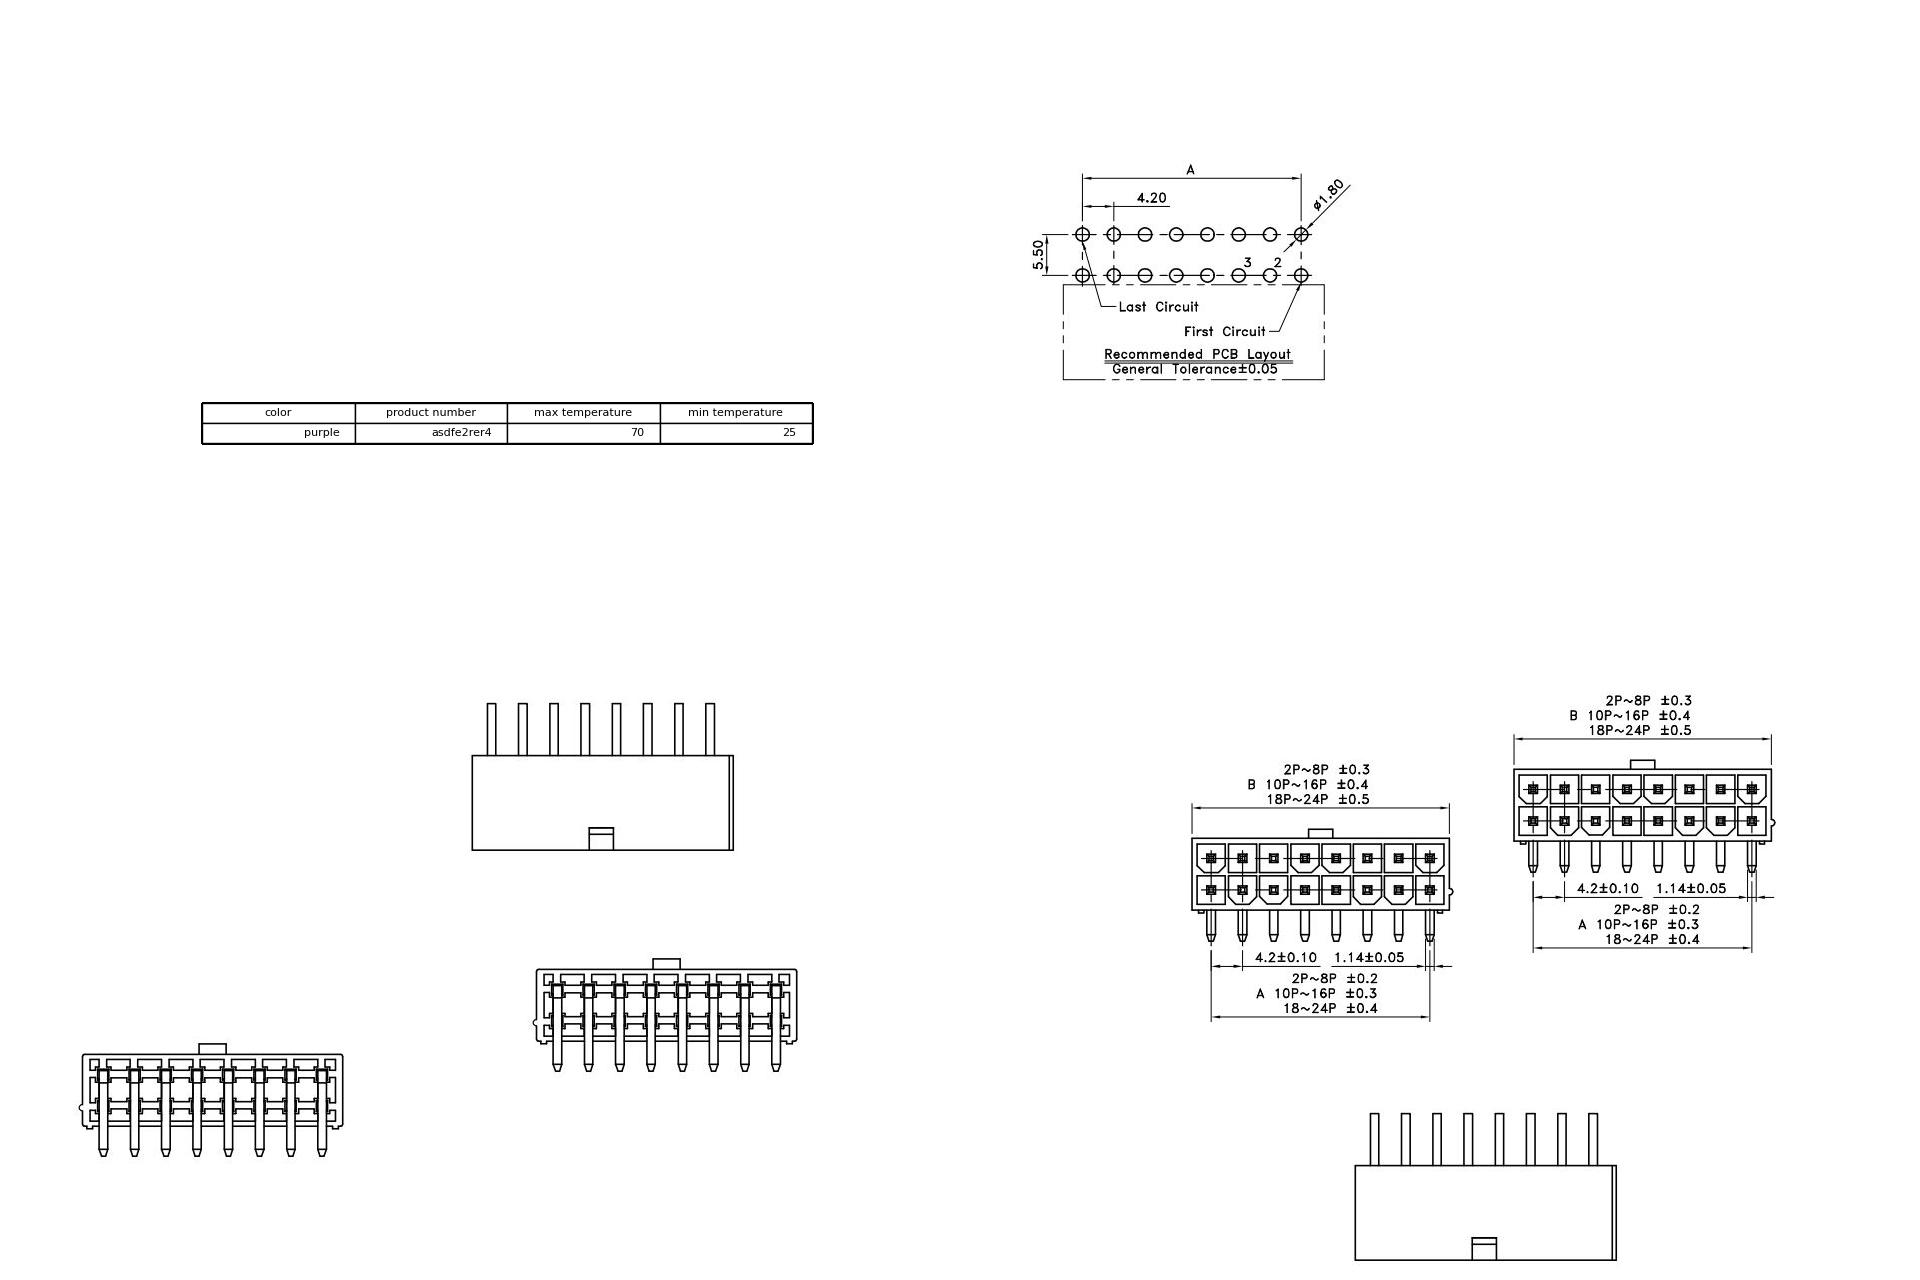 A
4.20
ø1.80
5.50
3 2
Last Circuit
First Circuit
Recommended PCB Layout
General Tolerance±0.05
color product number max temperature min temperature
purple asdfe2rer4 70 25
2P~8P ±0.3
B 10P~16P ±0.4
18P~24P ±0.5
4.2±0.10 1.14±0.05
2P~8P ±0.2
A 10P~16P ±0.3
18~24P ±0.4
2P~8P ±0.3
B 10P~16P ±0.4
18P~24P ±0.5
4.2±0.10 1.14±0.05
2P~8P ±0.2
A 10P~16P ±0.3
18~24P ±0.4